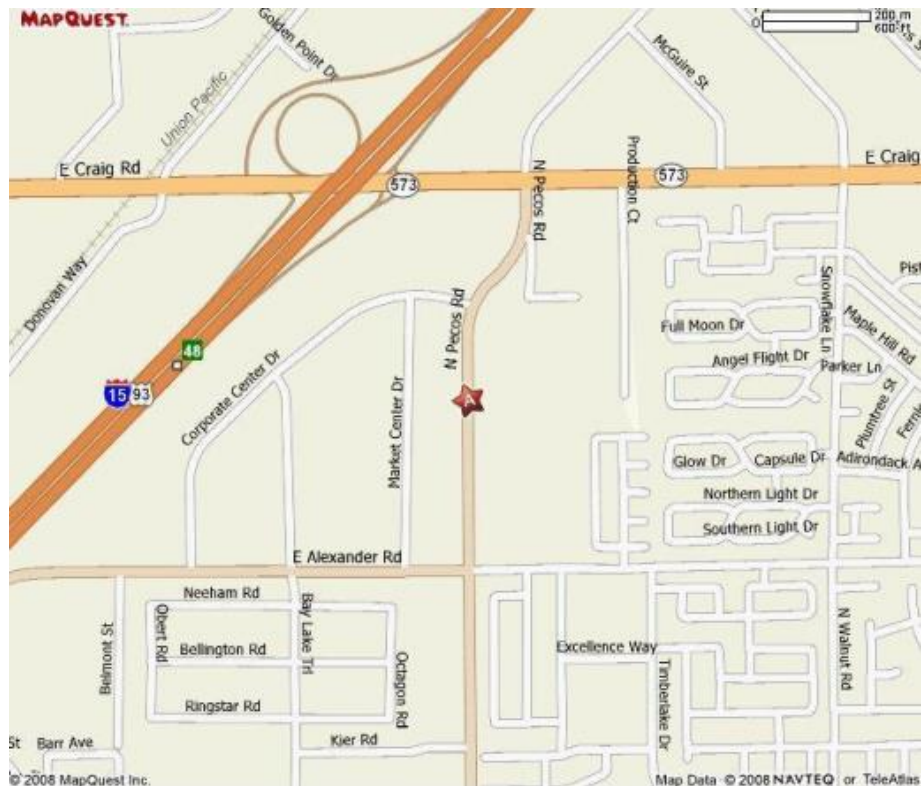 MAPQUEST.
200 m
600 ft
Golden Point Dr
McGuire St
Union Pacific
E Craig Rd
573
573
E Craig
Production Ct
N Pecos Rd
Donovan Way
Snowflake Ln
N Pecos Rd
Full Moon Dr
Maple Hill Rd
48
Angel Flight Dr
Parker Ln
15
93
Corporate Center Dr
A
Plumtree St
Market Center Dr
Glow Dr
Capsule Dr
Adirondack A
Northern Light Dr
Southern Light Dr
E Alexander Rd
Neeham Rd
Obert Rd
Bay Lake Trl
Belmont St
Bellington Rd
Octagon Rd
Excellence Way
N Walnut Rd
Timberlake Dr
Ringstar Rd
St
Barr Ave
Kier Rd
© 2008 MapQuest Inc.
Map Data © 2008 NAVTEQ or TeleAtlas